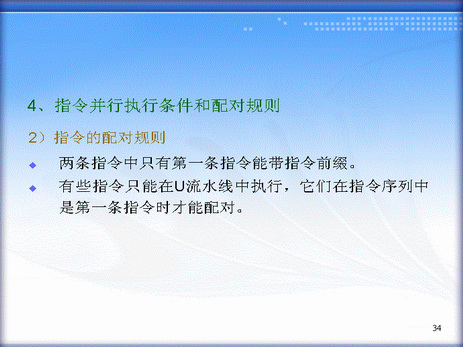 4、指令并行执行条件和配对规则
2）指令的配对规则
◆ 两条指令中只有第一条指令能带指令前缀。
◆ 有些指令只能在U流水线中执行，它们在指令序列中
是第一条指令时才能配对。
34